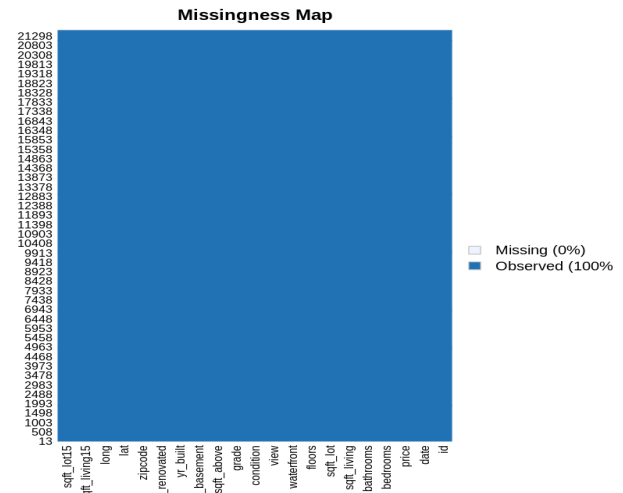 Missingness Map
21298
20803
20308
19813
19318
18823
18328
17833
17338
16843
16348
15853
15358
14863
14368
13873
13378
12883
12388
11893
11398
10903
10408
9913
9418
8923
8428
7933
7438
6943
6448
5953
5458
4963
4468
3973
3478
2983
2488
1993
1498
1003
508
13
Missing (0%)
Observed (100%
sqft_lot15
qft_living15
long
lat
zipcode
_renovated
yr_built
_basement
sqft_above
grade
condition
view
waterfront
floors
sqft_lot
sqft_living
bathrooms
bedrooms
price
date
id